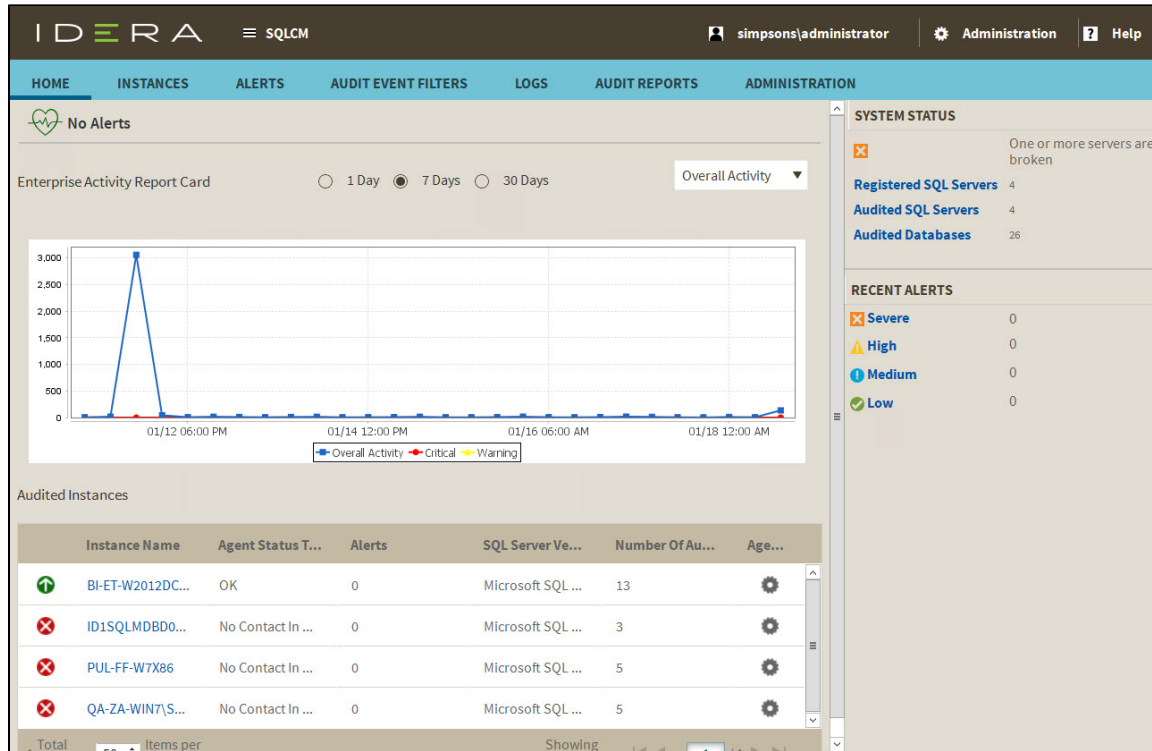 IDERA SQLCM simpsons\administrator Administration ? Help
HOME INSTANCES ALERTS AUDIT EVENT FILTERS LOGS AUDIT REPORTS ADMINISTRATION
No Alerts
Enterprise Activity Report Card 1 Day 7 Days 30 Days Overall Activity
3,000
2,500
2,000
1,500
1,000
500
0
01/12 06:00 PM 01/14 12:00 PM 01/16 06:00 AM 01/18 12:00 AM
Overall Activity Critical Warning
Audited Instances
Instance Name Agent Status T... Alerts SQL Server Ve... Number Of Au... Age...
BI-ET-W2012DC... OK 0 Microsoft SQL ... 13
ID1SQLMDBD0... No Contact In ... 0 Microsoft SQL ... 3
PUL-FF-W7X86 No Contact In ... 0 Microsoft SQL ... 5
QA-ZA-WIN7\S... No Contact In ... 0 Microsoft SQL ... 5
Total Items per Showing
SYSTEM STATUS
One or more servers are
broken
Registered SQL Servers 4
Audited SQL Servers 4
Audited Databases 26
RECENT ALERTS
Severe 0
High 0
Medium 0
Low 0